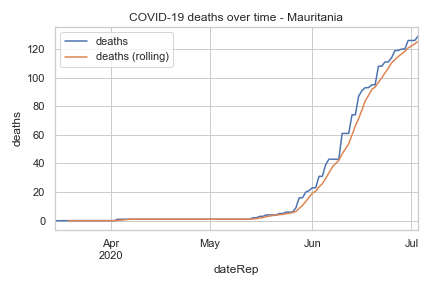 COVID-19 deaths over time - Mauritania
deaths
deaths (rolling)
120
100
80
60
40
20
0
deaths
Apr
May
Jun
Jul
2020
dateRep